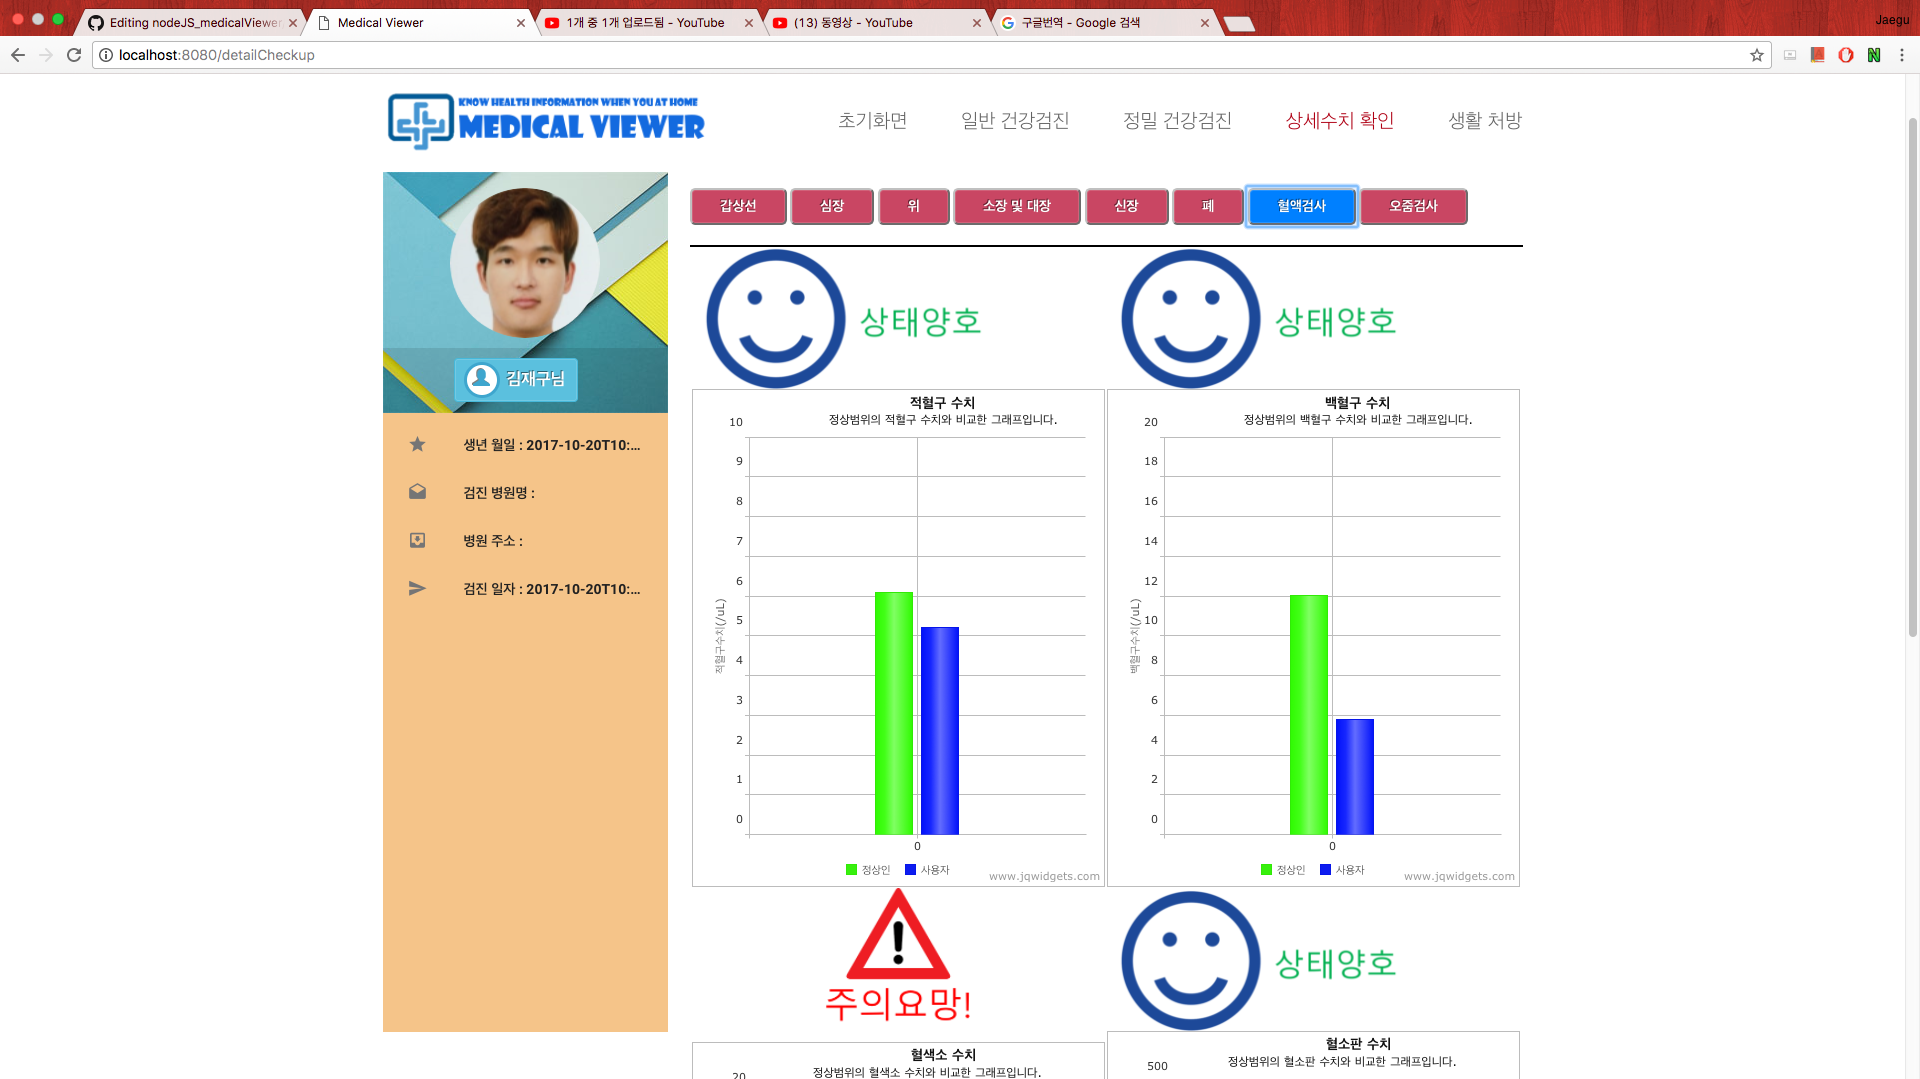 Jaegu
Editing nodeJS_medicalViewer
Medical Viewer
1개 중 1개 업로드됨 - YouTube
(13) 동영상 - YouTube
구글번역 - Google 검색
localhost:8080/detailCheckup
KNOW HEALTH INFORMATION WHEN YOU AT HOME
MEDICAL VIEWER
초기화면
일반 건강검진
정밀 건강검진
상세수치 확인
생활 처방
김재구님
생년 월일 : 2017-10-20T10:...
검진 병원명 :
병원 주소 :
검진 일자 : 2017-10-20T10:...
갑상선
심장
위
소장 및 대장
신장
폐
혈액검사
오줌검사
상태양호
상태양호
적혈구 수치
정상범위의 적혈구 수치와 비교한 그래프입니다.
10
9
8
7
6
5
4
3
2
1
0
적혈구수치(/uL)
0
정상인
사용자
www.jqwidgets.com
백혈구 수치
정상범위의 백혈구 수치와 비교한 그래프입니다.
20
18
16
14
12
10
8
6
4
2
0
백혈구수치(/uL)
0
정상인
사용자
www.jqwidgets.com
주의요망!
상태양호
혈색소 수치
정상범위의 혈색소 수치와 비교한 그래프입니다.
20
혈소판 수치
정상범위의 혈소판 수치와 비교한 그래프입니다.
500